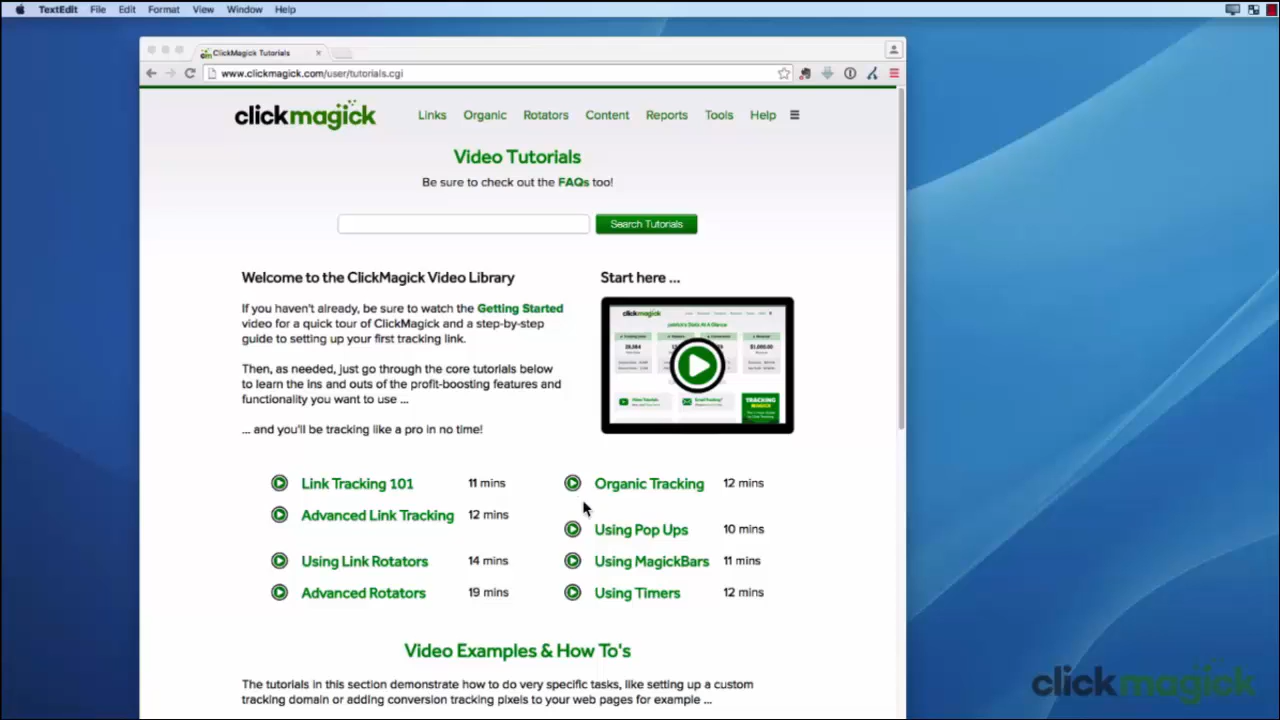 TextEdit File Edit Format View Window Help
ClickMagick Tutorials
www.clickmagick.com/user/tutorials.cgi
clickmagick Links Organic Rotators Content Reports Tools Help
Video Tutorials
Be sure to check out the FAQs too!
Search Tutorials
Welcome to the ClickMagick Video Library
If you haven't already, be sure to watch the Getting Started
video for a quick tour of ClickMagick and a step-by-step
guide to setting up your first tracking link.
Then, as needed, just go through the core tutorials below
to learn the ins and outs of the profit-boosting features and
functionality you want to use ...
... and you'll be tracking like a pro in no time!
Start here ...
clickmagick
Video Tutorials
TRACKING
Link Tracking 101 11 mins
Advanced Link Tracking 12 mins
Using Link Rotators 14 mins
Advanced Rotators 19 mins
Organic Tracking 12 mins
Using Pop Ups 10 mins
Using MagickBars 11 mins
Using Timers 12 mins
Video Examples & How To's
The tutorials in this section demonstrate how to do very specific tasks, like setting up a custom
tracking domain or adding conversion tracking pixels to your web pages for example ...
clickmagick